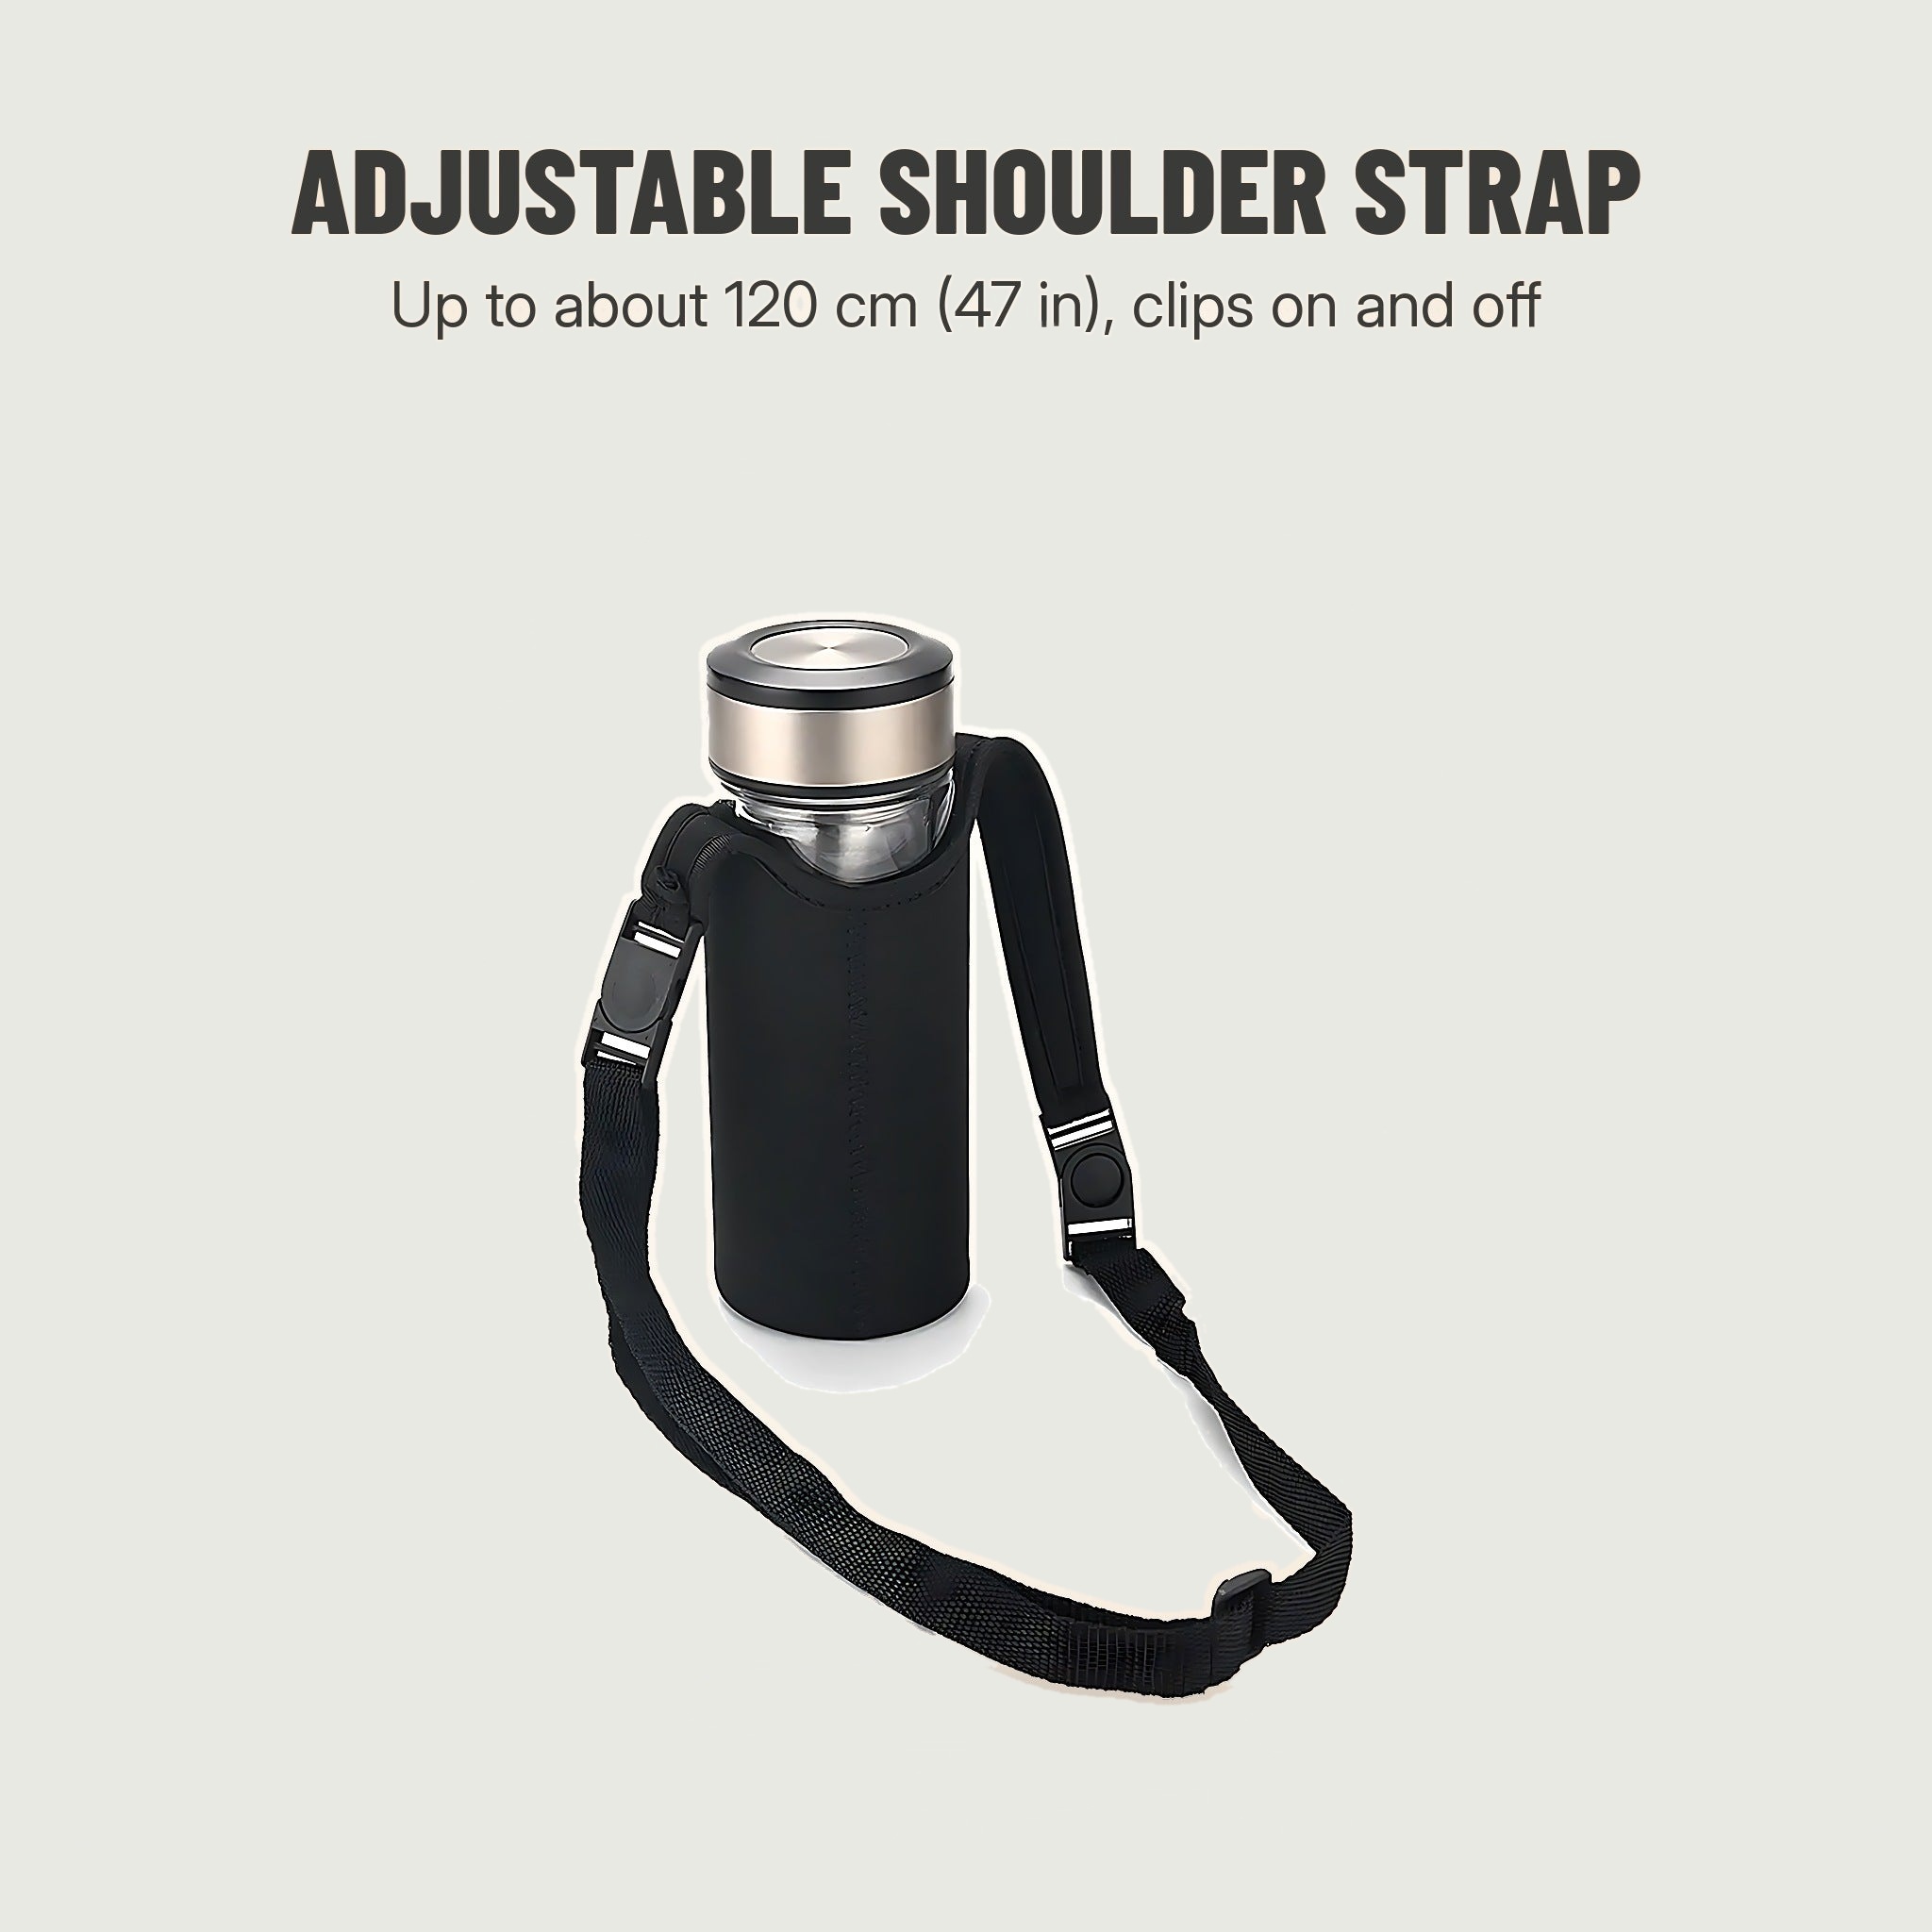 ADJUSTABLE SHOULDER STRAP
Up to about 120 cm (47 in), clips on and off